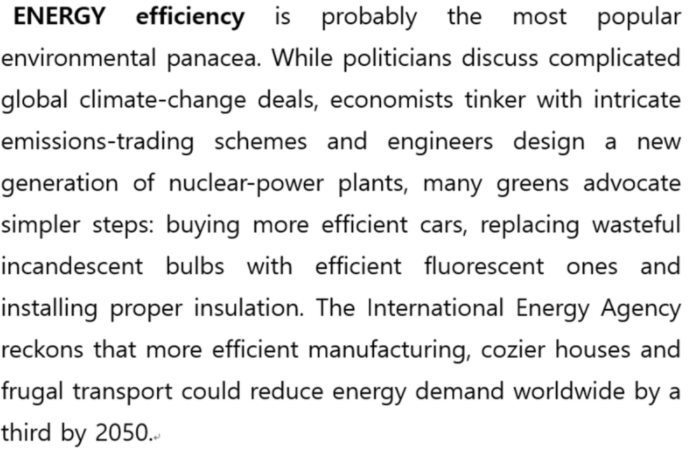 ENERGY efficiency is probably the most popular
environmental panacea. While politicians discuss complicated
global climate-change deals, economists tinker with intricate
emissions-trading schemes and engineers design a new
generation of nuclear-power plants, many greens advocate
simpler steps: buying more efficient cars, replacing wasteful
incandescent bulbs with efficient fluorescent ones and
installing proper insulation. The International Energy Agency
reckons that more efficient manufacturing, cozier houses and
frugal transport could reduce energy demand worldwide by a
third by 2050.